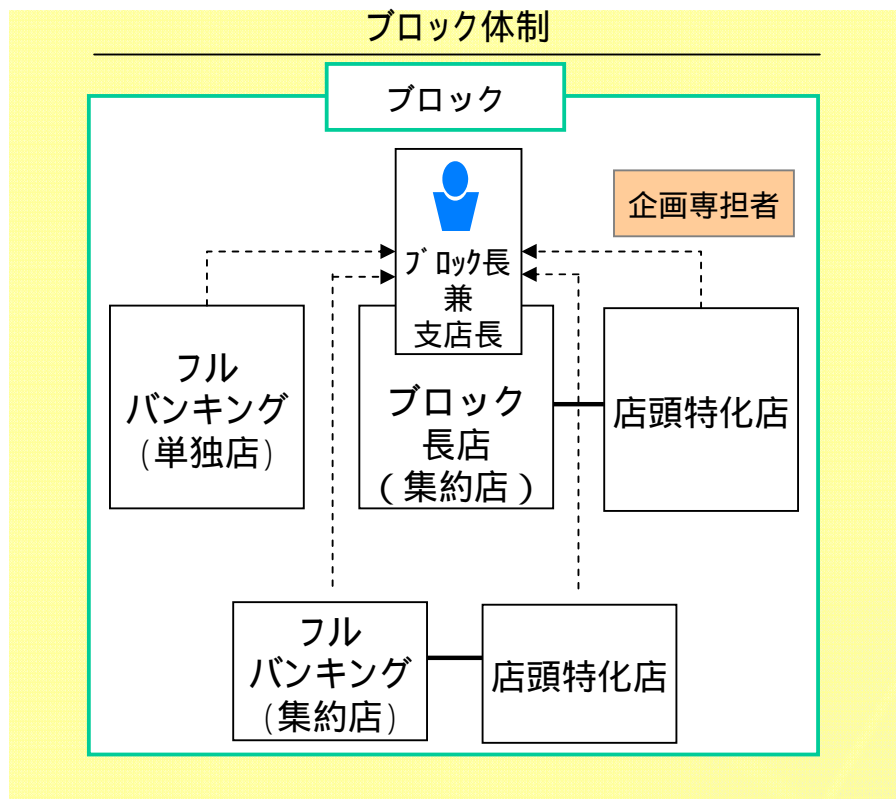 ブロック体制
ブロック
企画専担者
ブロック長
兼
支店長
フル
バンキング
(単独店)
ブロック
長店
(集約店)
店頭特化店
フル
バンキング
(集約店)
店頭特化店